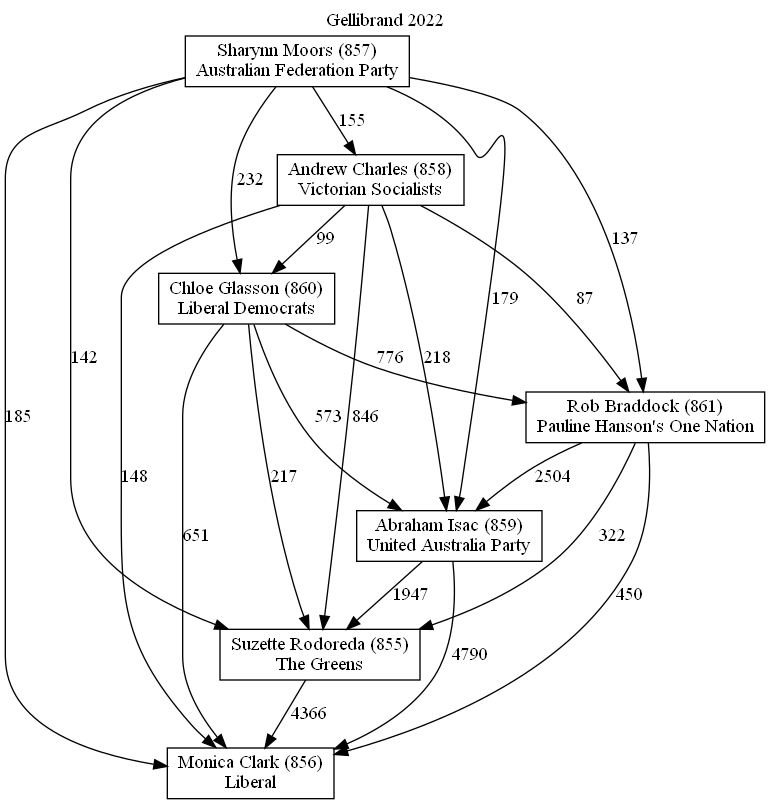 Gellibrand 2022
Sharynn Moors (857)
Australian Federation Party
155
Andrew Charles (858)
Victorian Socialists
232
99
137
Chloe Glasson (860)
Liberal Democrats
179
87
142
776
218
185
573
846
Rob Braddock (861)
Pauline Hanson's One Nation
148
217
2504
651
Abraham Isac (859)
United Australia Party
322
1947
450
Suzette Rodoreda (855)
The Greens
4790
4366
Monica Clark (856)
Liberal